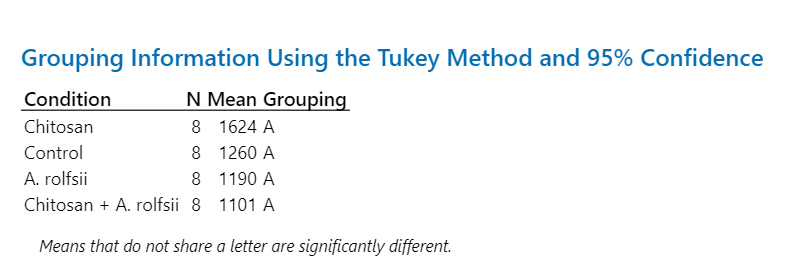 Grouping Information Using the Tukey Method and 95% Confidence
Condition N Mean Grouping
Chitosan 8 1624 A
Control 8 1260 A
A. rolfsii 8 1190 A
Chitosan + A. rolfsii 8 1101 A
Means that do not share a letter are significantly different.